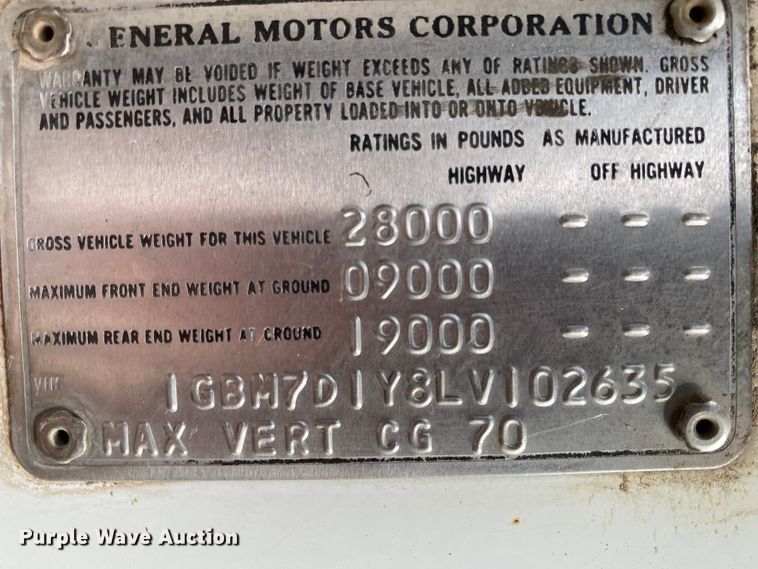 GENERAL MOTORS CORPORATION
WARRANTY MAY BE VOIDED IF WEIGHT EXCEEDS ANY OF RATINGS SHOWN. GROSS
VEHICLE WEIGHT INCLUDES WEIGHT OF BASE VEHICLE, ALL ADDED EQUIPMENT, DRIVER
AND PASSENGERS, AND ALL PROPERTY LOADED INTO OR ONTO VEHICLE.
RATINGS IN POUNDS AS MANUFACTURED
HIGHWAY OFF HIGHWAY
GROSS VEHICLE WEIGHT FOR THIS VEHICLE 28000 - - -
MAXIMUM FRONT END WEIGHT AT GROUND 09000 - - -
MAXIMUM REAR END WEIGHT AT GROUND 19000 - - -
VIN 1GBM7D1Y8LV102635
MAX VERT CG 70
Purple Wave Auction